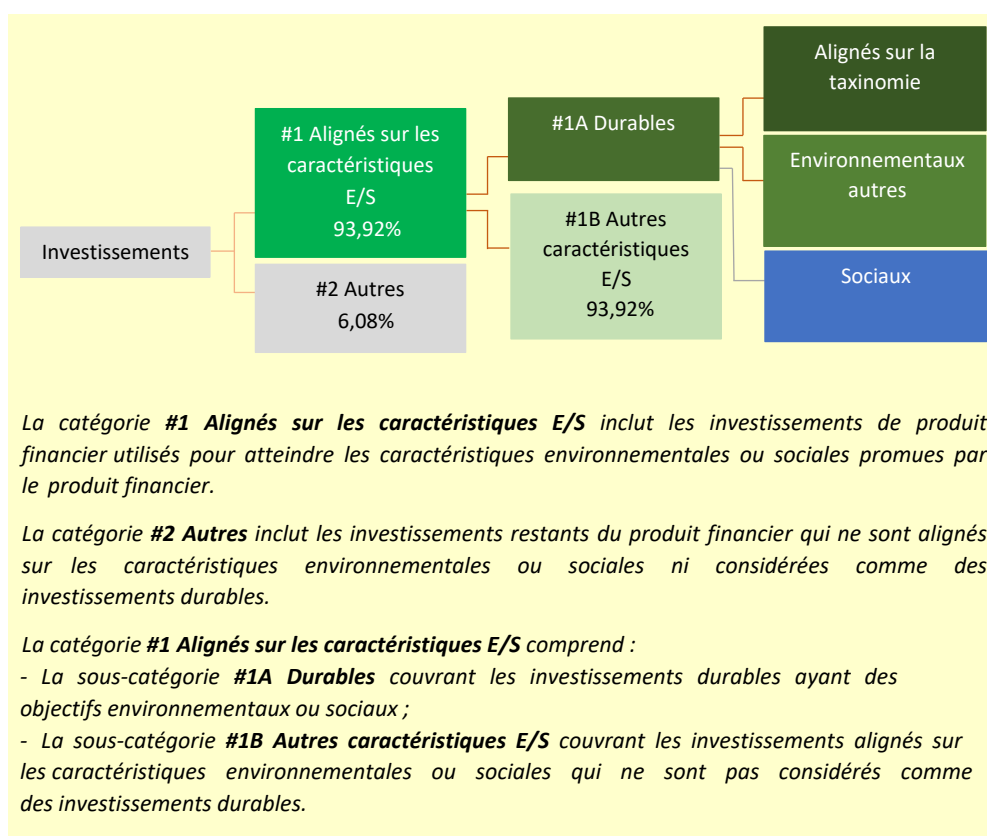 Investissements
#1 Alignés sur les
caractéristiques
E/S
93,92%
#2 Autres
6,08%
#1A Durables
#1B Autres
caractéristiques
E/S
93,92%
Alignés sur la
taxinomie
Environnementaux
autres
Sociaux
La catégorie #1 Alignés sur les caractéristiques E/S inclut les investissements de produit
financier utilisés pour atteindre les caractéristiques environnementales ou sociales promues par
le produit financier.
La catégorie #2 Autres inclut les investissements restants du produit financier qui ne sont alignés
sur les caractéristiques environnementales ou sociales ni considérées comme des
investissements durables.
La catégorie #1 Alignés sur les caractéristiques E/S comprend :
- La sous-catégorie #1A Durables couvrant les investissements durables ayant des
objectifs environnementaux ou sociaux ;
- La sous-catégorie #1B Autres caractéristiques E/S couvrant les investissements alignés sur
les caractéristiques environnementales ou sociales qui ne sont pas considérés comme
des investissements durables.